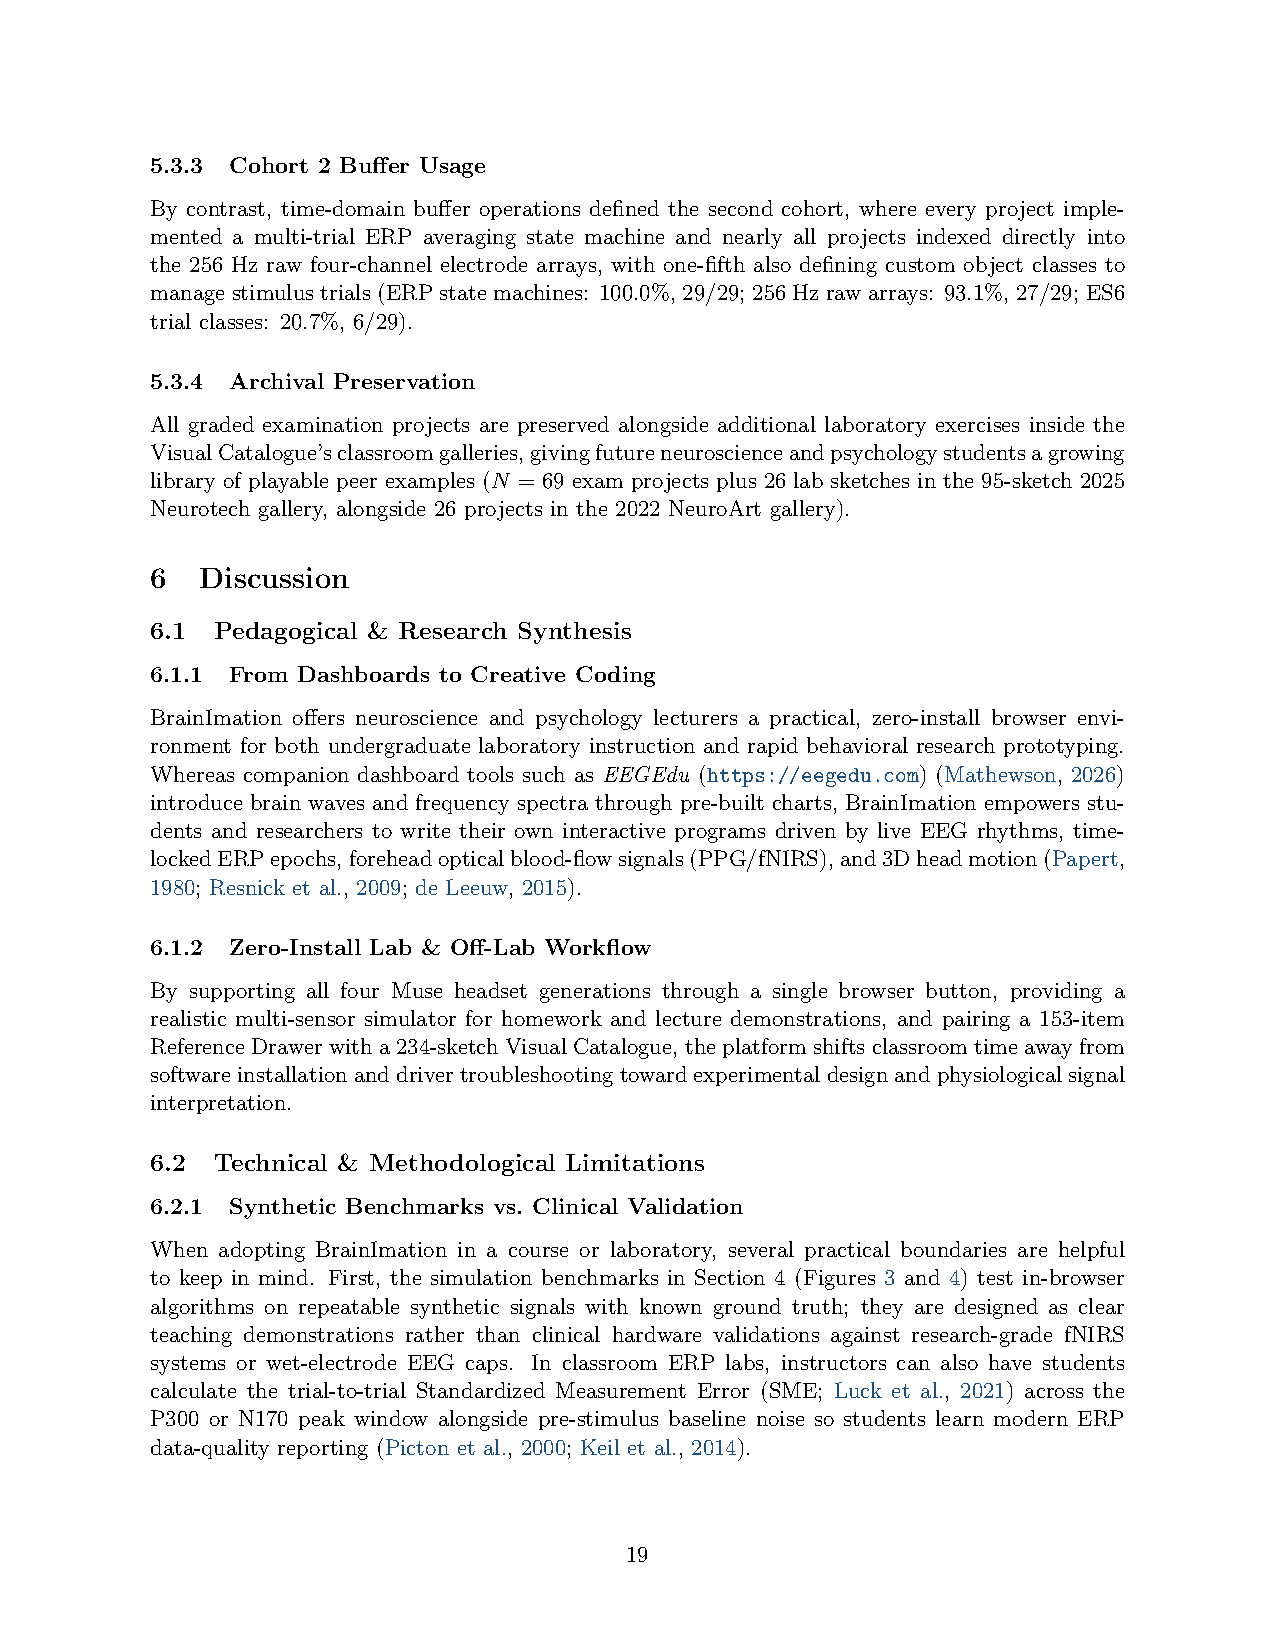 5.3.3 Cohort 2 Buffer Usage
By contrast, time-domain buffer operations defined the second cohort, where every project imple-
mented a multi-trial ERP averaging state machine and nearly all projects indexed directly into
the 256 Hz raw four-channel electrode arrays, with one-fifth also defining custom object classes to
manage stimulus trials (ERP state machines: 100.0%, 29/29; 256 Hz raw arrays: 93.1%, 27/29; ES6
trial classes: 20.7%, 6/29).
5.3.4 Archival Preservation
All graded examination projects are preserved alongside additional laboratory exercises inside the
Visual Catalogue's classroom galleries, giving future neuroscience and psychology students a growing
library of playable peer examples (N = 69 exam projects plus 26 lab sketches in the 95-sketch 2025
Neurotech gallery, alongside 26 projects in the 2022 NeuroArt gallery).
6 Discussion
6.1 Pedagogical & Research Synthesis
6.1.1 From Dashboards to Creative Coding
BrainImation offers neuroscience and psychology lecturers a practical, zero-install browser envi-
ronment for both undergraduate laboratory instruction and rapid behavioral research prototyping.
Whereas companion dashboard tools such as EEGEdu (https://eegedu.com) (Mathewson, 2026)
introduce brain waves and frequency spectra through pre-built charts, BrainImation empowers stu-
dents and researchers to write their own interactive programs driven by live EEG rhythms, time-
locked ERP epochs, forehead optical blood-flow signals (PPG/fNIRS), and 3D head motion (Papert,
1980; Resnick et al., 2009; de Leeuw, 2015).
6.1.2 Zero-Install Lab & Off-Lab Workflow
By supporting all four Muse headset generations through a single browser button, providing a
realistic multi-sensor simulator for homework and lecture demonstrations, and pairing a 153-item
Reference Drawer with a 234-sketch Visual Catalogue, the platform shifts classroom time away from
software installation and driver troubleshooting toward experimental design and physiological signal
interpretation.
6.2 Technical & Methodological Limitations
6.2.1 Synthetic Benchmarks vs. Clinical Validation
When adopting BrainImation in a course or laboratory, several practical boundaries are helpful
to keep in mind. First, the simulation benchmarks in Section 4 (Figures 3 and 4) test in-browser
algorithms on repeatable synthetic signals with known ground truth; they are designed as clear
teaching demonstrations rather than clinical hardware validations against research-grade fNIRS
systems or wet-electrode EEG caps. In classroom ERP labs, instructors can also have students
calculate the trial-to-trial Standardized Measurement Error (SME; Luck et al., 2021) across the
P300 or N170 peak window alongside pre-stimulus baseline noise so students learn modern ERP
data-quality reporting (Picton et al., 2000; Keil et al., 2014).
19